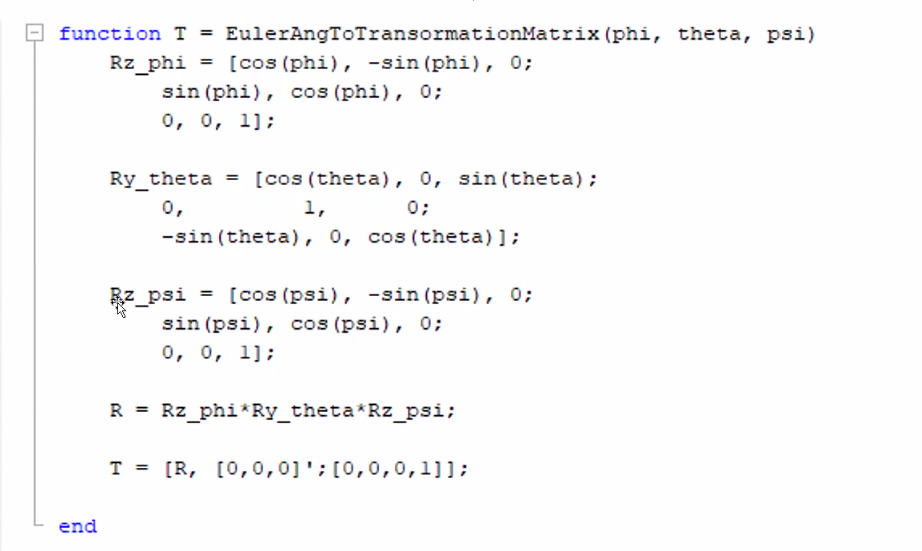 function T = EulerAngToTransormationMatrix(phi, theta, psi)
Rz_phi = [cos(phi), -sin(phi), 0;
sin(phi), cos(phi), 0;
0, 0, 1];
Ry_theta = [cos(theta), 0, sin(theta);
0, 1, 0;
-sin(theta), 0, cos(theta)];
Rz_psi = [cos(psi), -sin(psi), 0;
sin(psi), cos(psi), 0;
0, 0, 1];
R = Rz_phi*Ry_theta*Rz_psi;
T = [R, [0,0,0]';[0,0,0,1]];
end